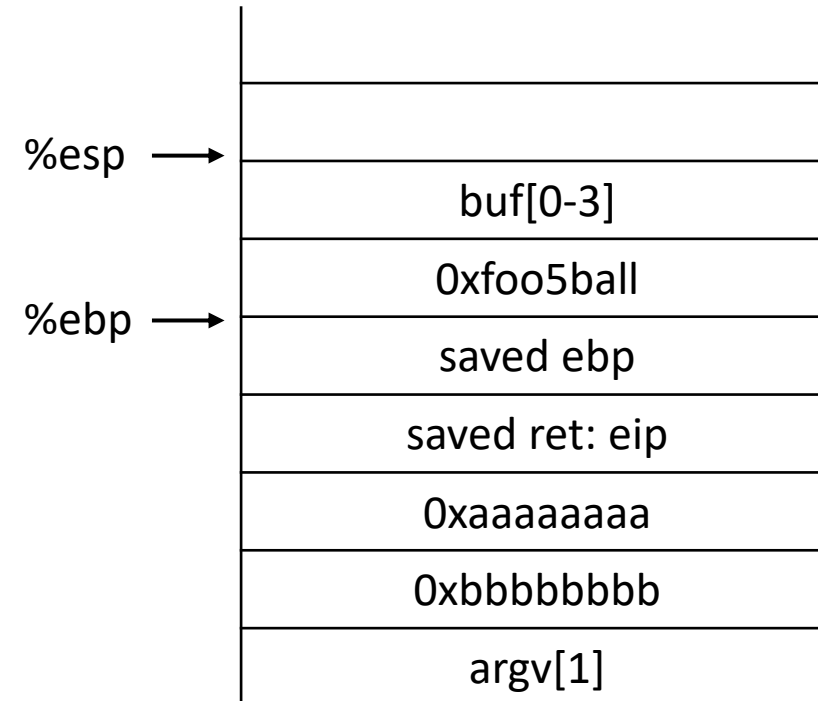 %esp
buf[0-3]
0xfoo5ball
%ebp
saved ebp
saved ret: eip
0xaaaaaaaa
0xbbbbbbbb
argv[1]